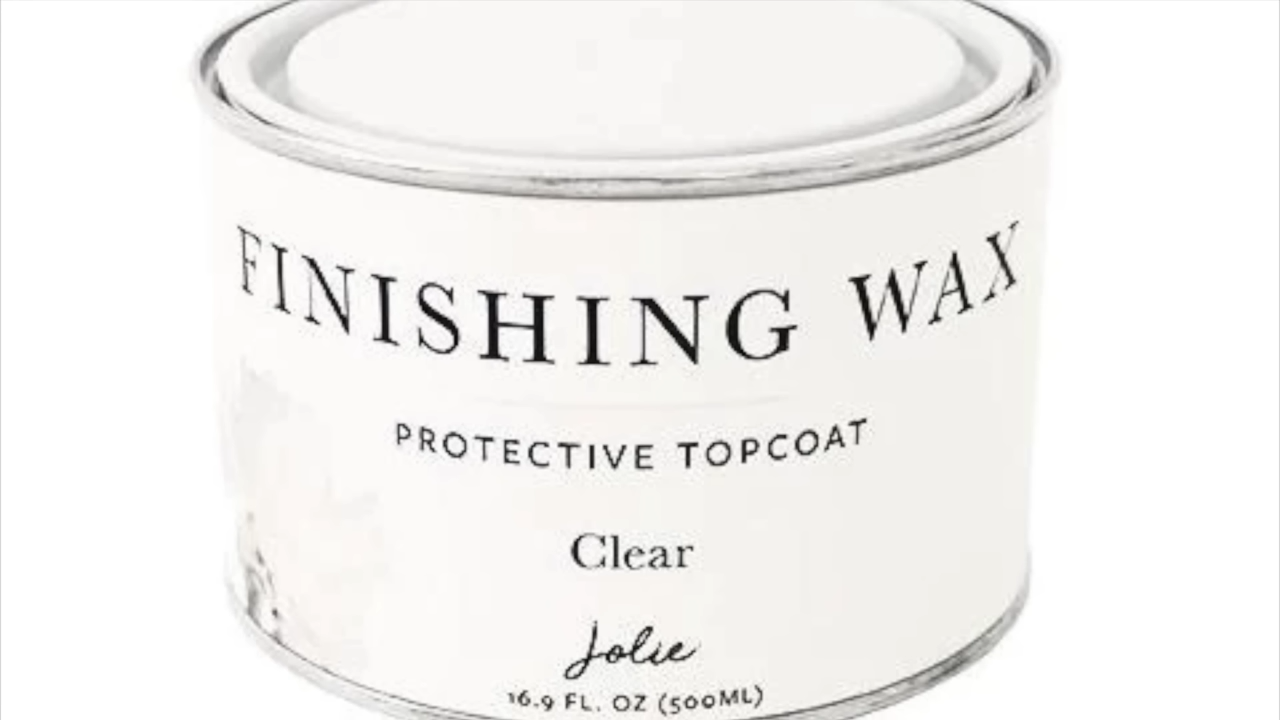 FINISHING WAX
PROTECTIVE TOPCOAT
Clear
Jolie
16.9 FL. OZ (500ML)